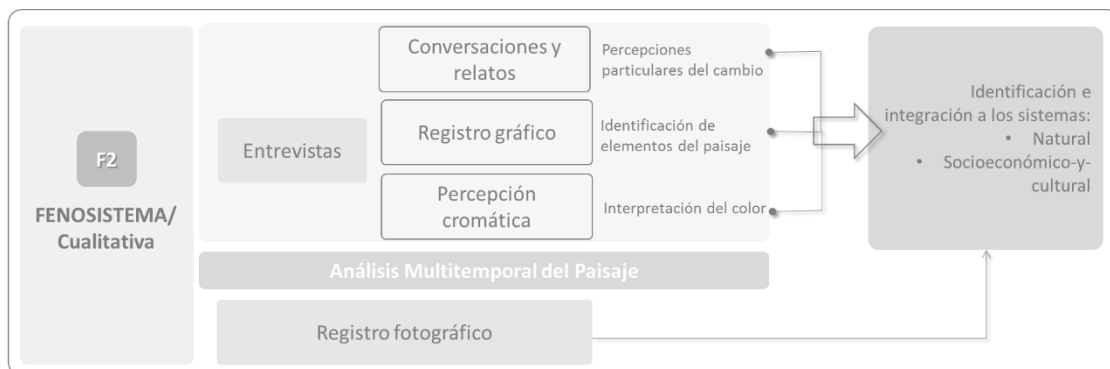 F2
FENOSISTEMA/
Cualitativa
Entrevistas
Conversaciones y
relatos
Percepciones
particulares del cambio
Registro gráfico
Identificación de
elementos del paisaje
Percepción
cromática
Interpretación del color
Identificación e
integración a los sistemas:
• Natural
• Socioeconómico-y-
cultural
Análisis Multitemporal del Paisaje
Registro fotográfico